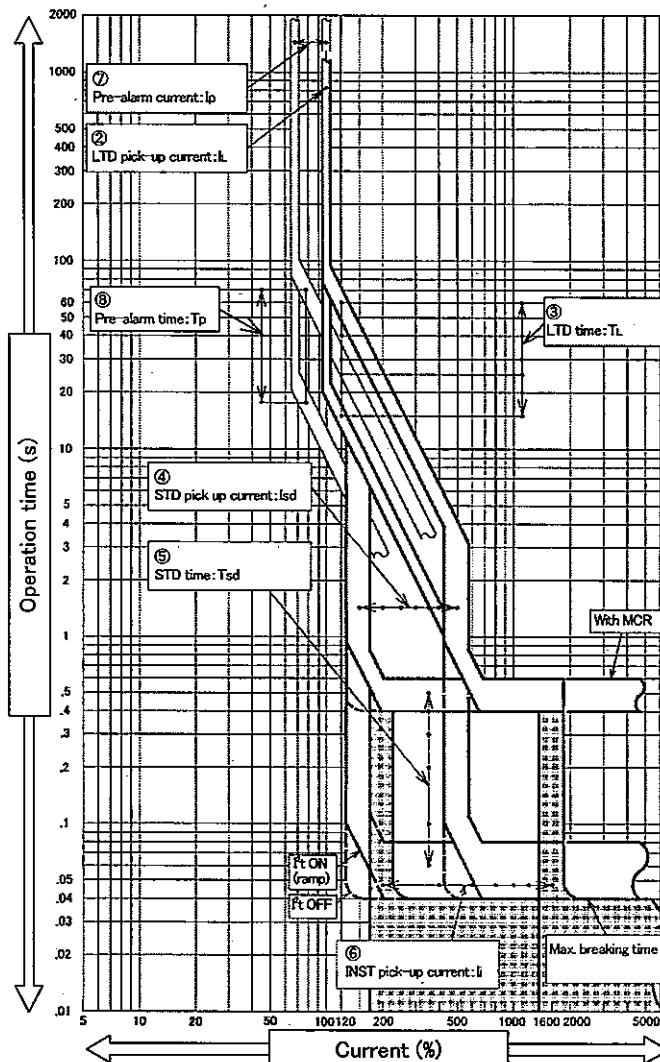 2000
1000
500
400
300
200
100
60
50
40
30
20
10
5
4
3
2
1
.5
.4
.3
.2
.1
.05
.04
.03
.02
.01
Operation time (s)
⑦
Pre-alarm current: Ip
②
LTD pick-up current: IL
⑧
Pre-alarm time: Tp
③
LTD time: TL
④
STD pick up current: Isd
⑤
STD time: Tsd
With MCR
I²t ON
(ramp)
I²t OFF
⑥
INST pick-up current: Ii
Max. breaking time
5 10 20 50 100 120 200 500 1000 1600 2000 5000
Current (%)